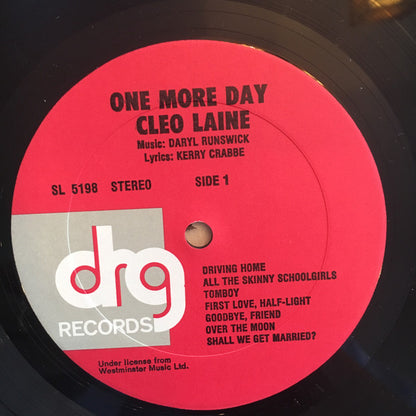 ONE MORE DAY
CLEO LAINE
Music: DARYL RUNSWICK
Lyrics: KERRY CRABBE
SL 5198 STEREO SIDE 1
drg
RECORDS
DRIVING HOME
ALL THE SKINNY SCHOOLGIRLS
TOMBOY
FIRST LOVE, HALF-LIGHT
GOODBYE, FRIEND
OVER THE MOON
SHALL WE GET MARRIED?
Under license from
Westminster Music Ltd.